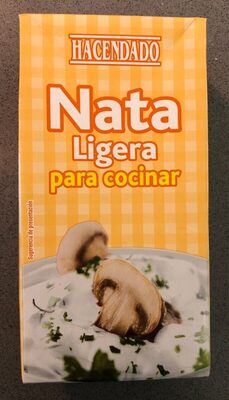 HACENDADO
Nata
Ligera
para cocinar
Sugerencia de presentación